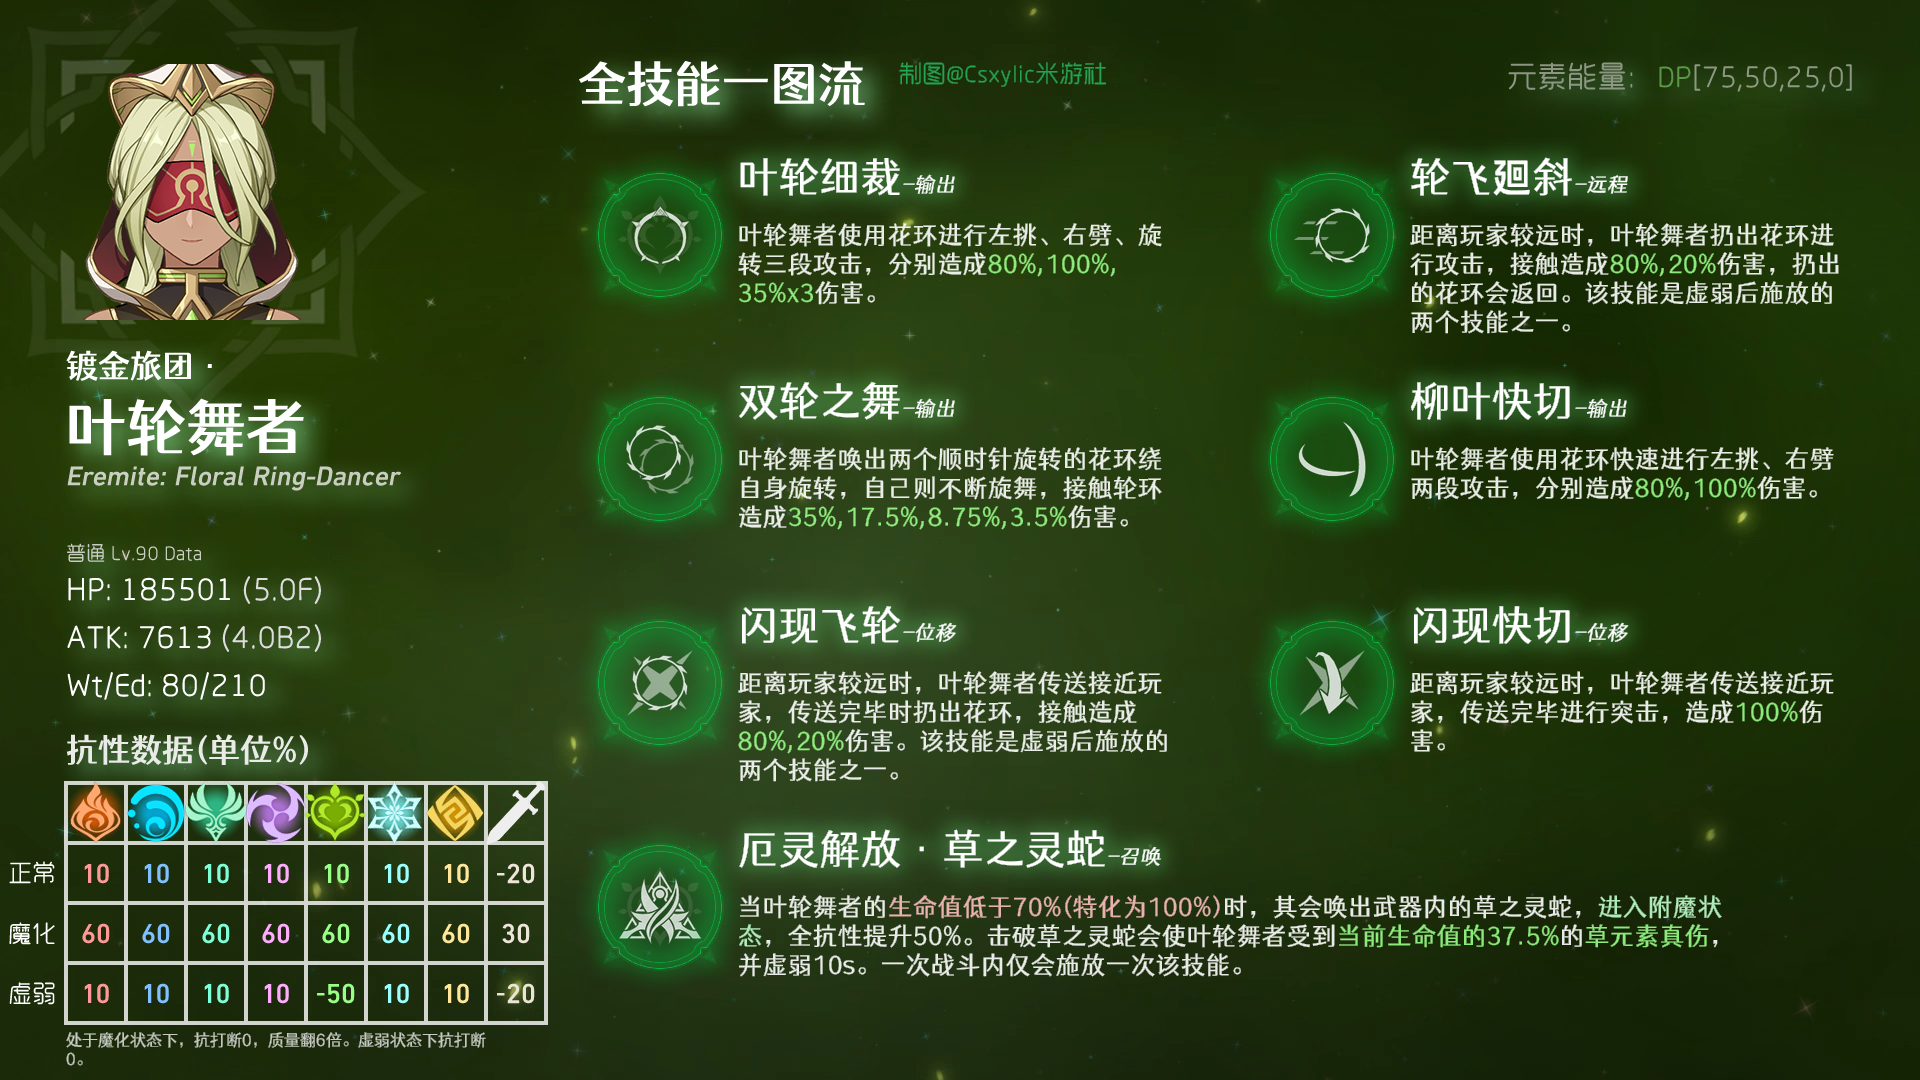 全技能一图流
制图@Csxylic米游社
元素能量: DP[75,50,25,0]
镀金旅团·
叶轮舞者
Eremite: Floral Ring-Dancer
普通 Lv.90 Data
HP: 185501 (5.0F)
ATK: 7613 (4.0B2)
Wt/Ed: 80/210
抗性数据(单位%)
正常 10 10 10 10 10 10 10 -20
魔化 60 60 60 60 60 60 60 30
虚弱 10 10 10 10 -50 10 10 -20
处于魔化状态下，抗打断0，质量翻6倍。虚弱状态下抗打断
0。
叶轮细裁-输出
叶轮舞者使用花环进行左挑、右劈、旋
转三段攻击，分别造成80%,100%,
35%x3伤害。
轮飞廻斜-远程
距离玩家较远时，叶轮舞者扔出花环进
行攻击，接触造成80%,20%伤害，扔出
的花环会返回。该技能是虚弱后施放的
两个技能之一。
双轮之舞-输出
叶轮舞者唤出两个顺时针旋转的花环绕
自身旋转，自己则不断旋舞，接触轮环
造成35%,17.5%,8.75%,3.5%伤害。
柳叶快切-输出
叶轮舞者使用花环快速进行左挑、右劈
两段攻击，分别造成80%,100%伤害。
闪现飞轮-位移
距离玩家较远时，叶轮舞者传送接近玩
家，传送完毕时扔出花环，接触造成
80%,20%伤害。该技能是虚弱后施放的
两个技能之一。
闪现快切-位移
距离玩家较远时，叶轮舞者传送接近玩
家，传送完毕进行突击，造成100%伤
害。
厄灵解放·草之灵蛇-召唤
当叶轮舞者的生命值低于70%(特化为100%)时，其会唤出武器内的草之灵蛇，进入附魔状
态，全抗性提升50%。击破草之灵蛇会使叶轮舞者受到当前生命值的37.5%的草元素真伤，
并虚弱10s。一次战斗内仅会施放一次该技能。